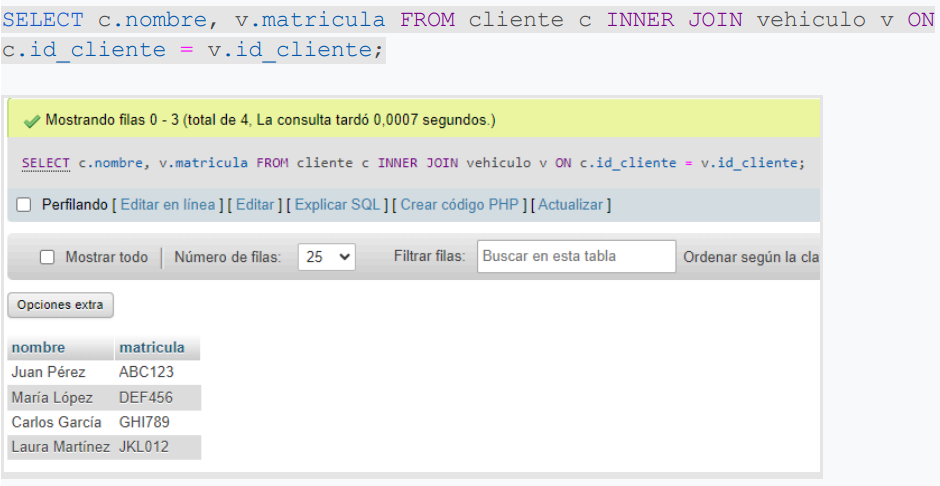 SELECT c.nombre, v.matricula FROM cliente c INNER JOIN vehiculo v ON
c.id_cliente = v.id_cliente;
Mostrando filas 0 - 3 (total de 4, La consulta tardó 0,0007 segundos.)
SELECT c.nombre, v.matricula FROM cliente c INNER JOIN vehiculo v ON c.id_cliente = v.id_cliente;
Perfilando [ Editar en línea ] [ Editar ] [ Explicar SQL ] [ Crear código PHP ] [ Actualizar ]
Mostrar todo | Número de filas: 25 Filtrar filas: Buscar en esta tabla Ordenar según la cla
Opciones extra
nombre matricula
Juan Pérez ABC123
María López DEF456
Carlos García GHI789
Laura Martínez JKL012